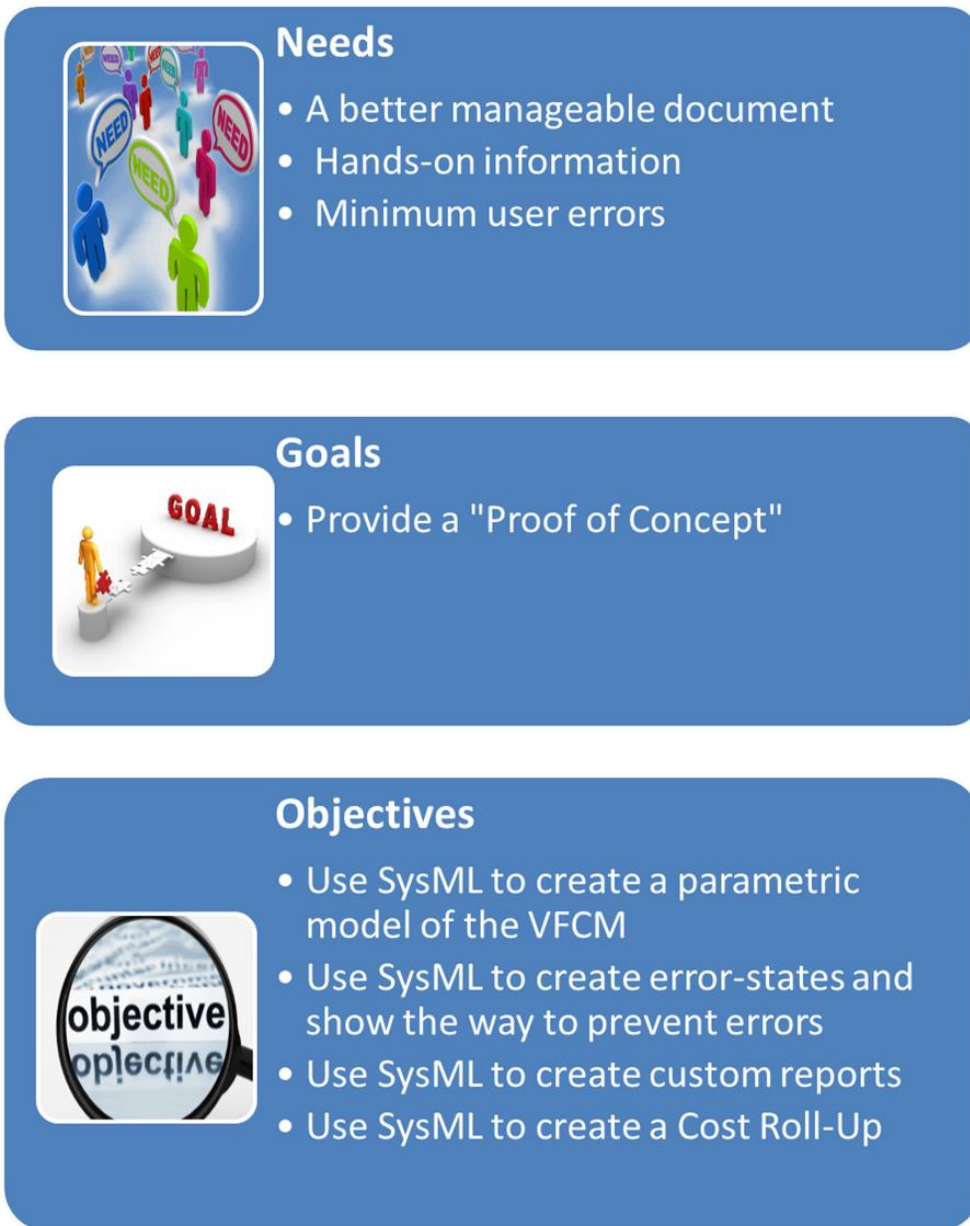 Needs
• A better manageable document
• Hands-on information
• Minimum user errors
NEED
NEED
NEED
Goals
• Provide a "Proof of Concept"
GOAL
Objectives
• Use SysML to create a parametric
model of the VFCM
• Use SysML to create error-states and
show the way to prevent errors
• Use SysML to create custom reports
• Use SysML to create a Cost Roll-Up
objective
objective